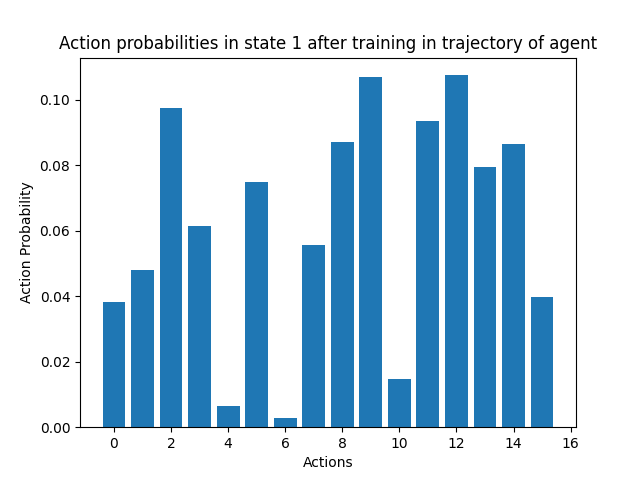 Action probabilities in state 1 after training in trajectory of agent
Action Probability
0.10
0.08
0.06
0.04
0.02
0.00
0 2 4 6 8 10 12 14 16
Actions